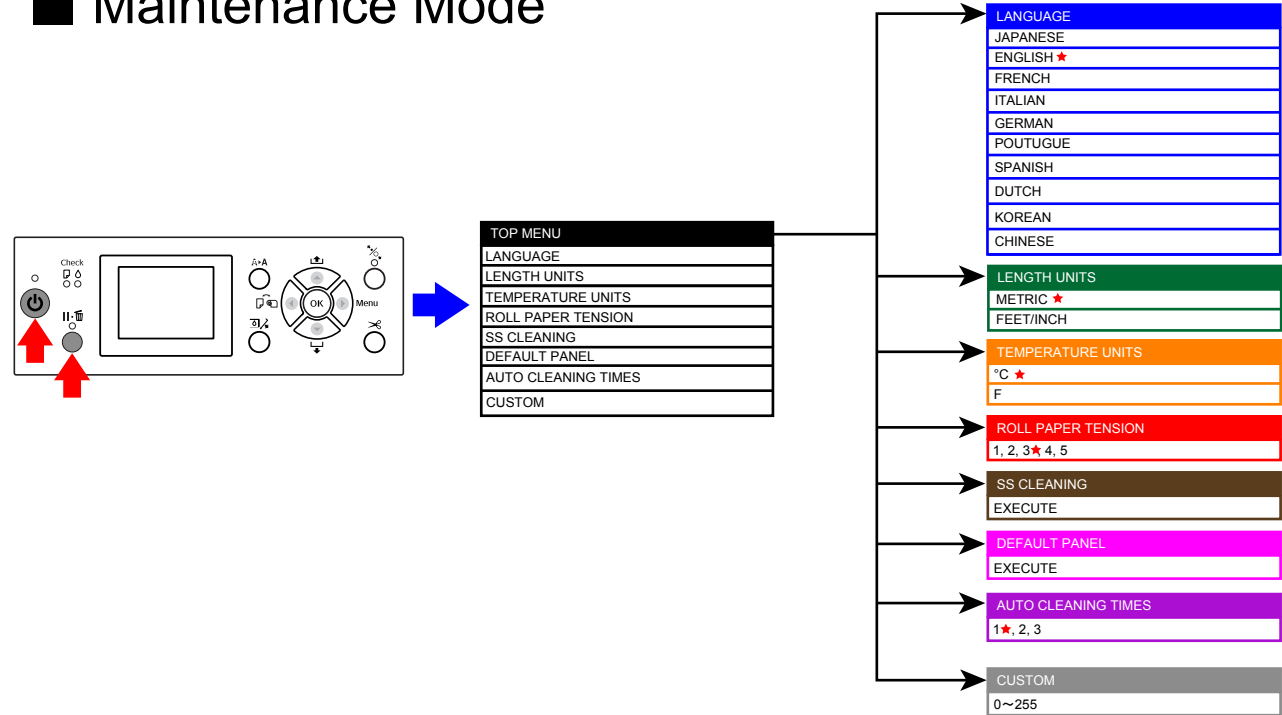 ■ Maintenance Mode
Check
A▸A
OK
Menu
TOP MENU
LANGUAGE
LENGTH UNITS
TEMPERATURE UNITS
ROLL PAPER TENSION
SS CLEANING
DEFAULT PANEL
AUTO CLEANING TIMES
CUSTOM
LANGUAGE
JAPANESE
ENGLISH ★
FRENCH
ITALIAN
GERMAN
POUTUGUE
SPANISH
DUTCH
KOREAN
CHINESE
LENGTH UNITS
METRIC ★
FEET/INCH
TEMPERATURE UNITS
°C ★
F
ROLL PAPER TENSION
1, 2, 3★, 4, 5
SS CLEANING
EXECUTE
DEFAULT PANEL
EXECUTE
AUTO CLEANING TIMES
1★, 2, 3
CUSTOM
0～255